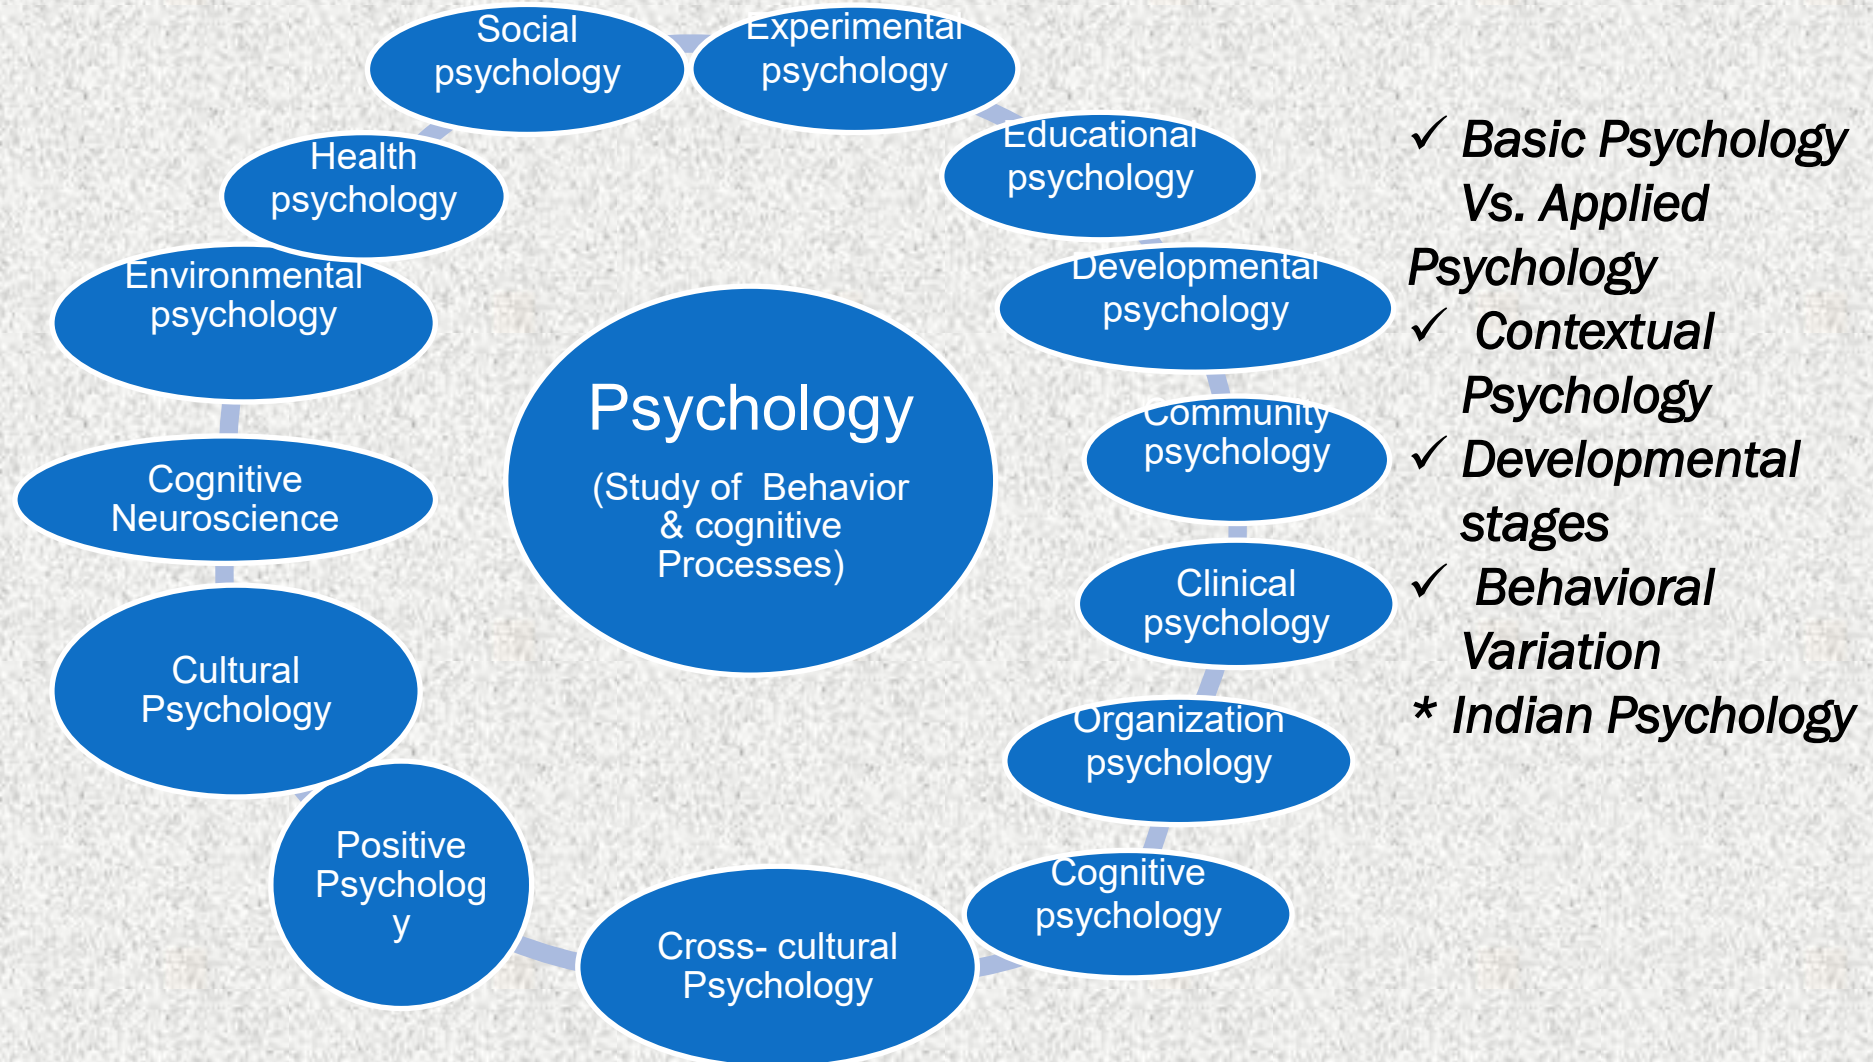 Social
psychology
Experimental
psychology
Educational
psychology
Developmental
psychology
Community
psychology
Clinical
psychology
Organization
psychology
Cognitive
psychology
Cross- cultural
Psychology
Positive
Psycholog
y
Cultural
Psychology
Cognitive
Neuroscience
Environmental
psychology
Health
psychology
Psychology
(Study of Behavior
& cognitive
Processes)
✓ Basic Psychology
Vs. Applied
Psychology
✓ Contextual
Psychology
✓ Developmental
stages
✓ Behavioral
Variation
* Indian Psychology